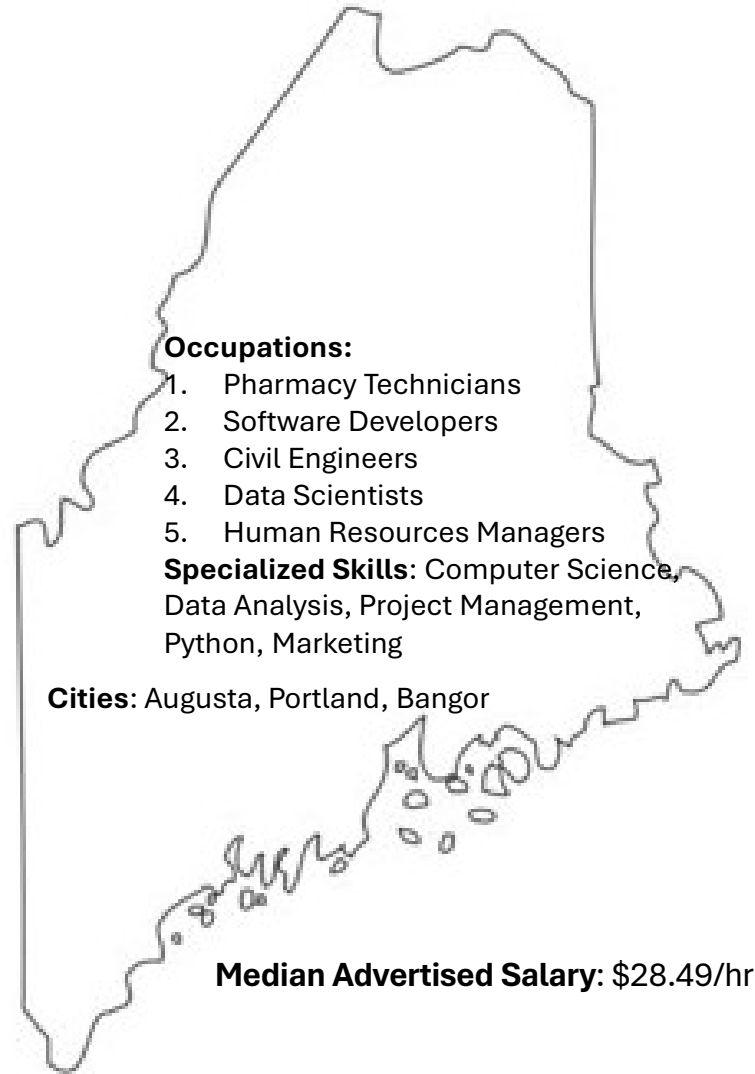 Occupations:
1. Pharmacy Technicians
2. Software Developers
3. Civil Engineers
4. Data Scientists
5. Human Resources Managers
Specialized Skills: Computer Science,
Data Analysis, Project Management,
Python, Marketing
Cities: Augusta, Portland, Bangor
Median Advertised Salary: $28.49/hr